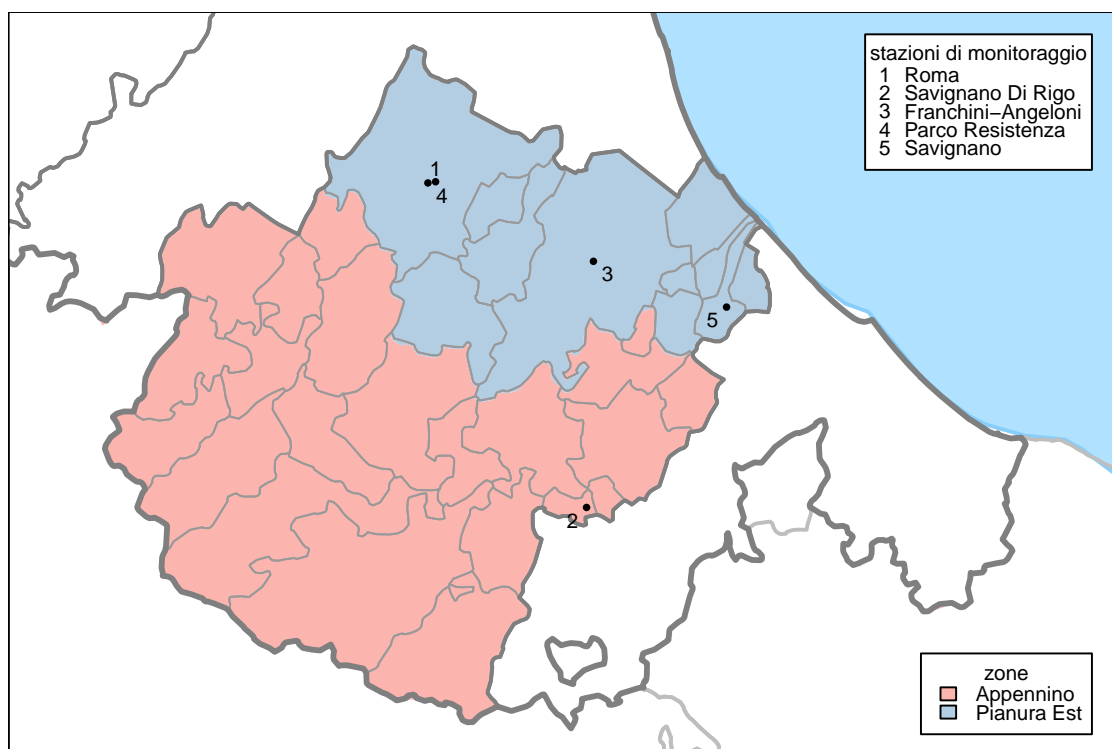 stazioni di monitoraggio
1 Roma
2 Savignano Di Rigo
3 Franchini−Angeloni
4 Parco Resistenza
5 Savignano
1
4
3
5
2
zone
Appennino
Pianura Est